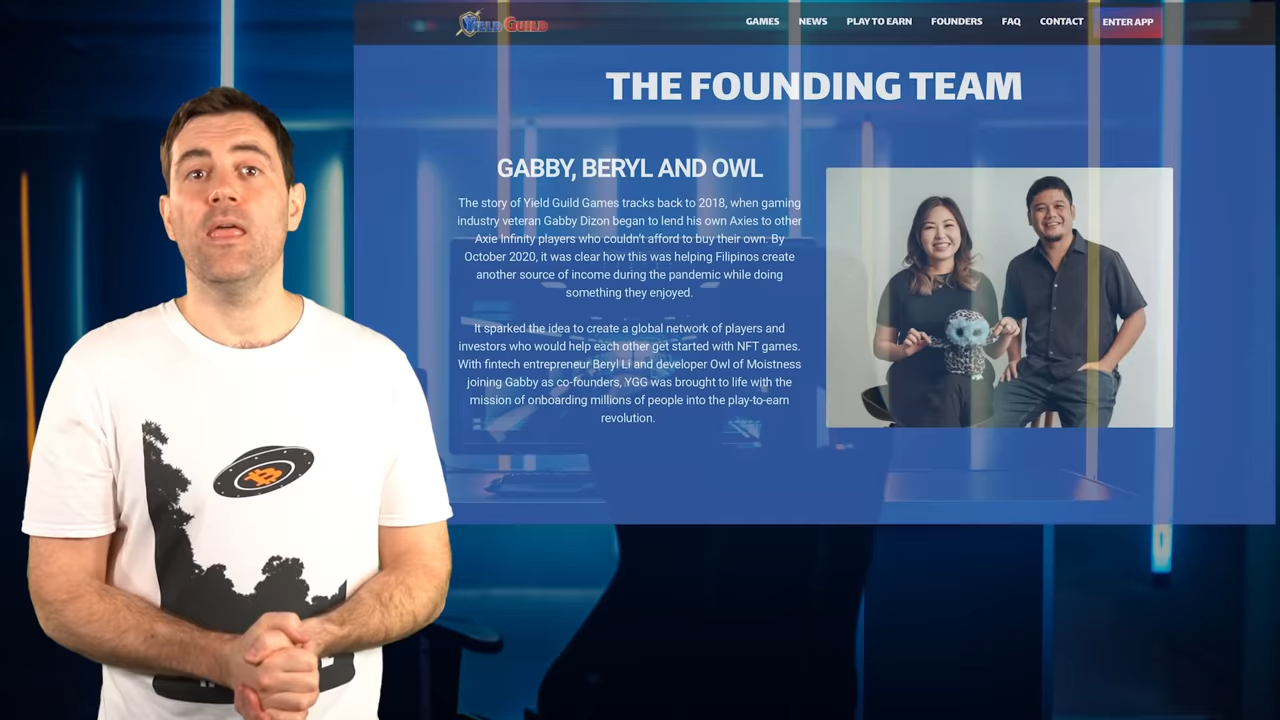 YIELD GUILD
GAMES NEWS PLAY TO EARN FOUNDERS FAQ CONTACT ENTER APP
THE FOUNDING TEAM
GABBY, BERYL AND OWL
The story of Yield Guild Games tracks back to 2018, when gaming
industry veteran Gabby Dizon began to lend his own Axies to other
Axie Infinity players who couldn't afford to buy their own. By
October 2020, it was clear how this was helping Filipinos create
another source of income during the pandemic while doing
something they enjoyed.
It sparked the idea to create a global network of players and
investors who would help each other get started with NFT games.
With fintech entrepreneur Beryl Li and developer Owl of Moistness
joining Gabby as co-founders, YGG was brought to life with the
mission of onboarding millions of people into the play-to-earn
revolution.